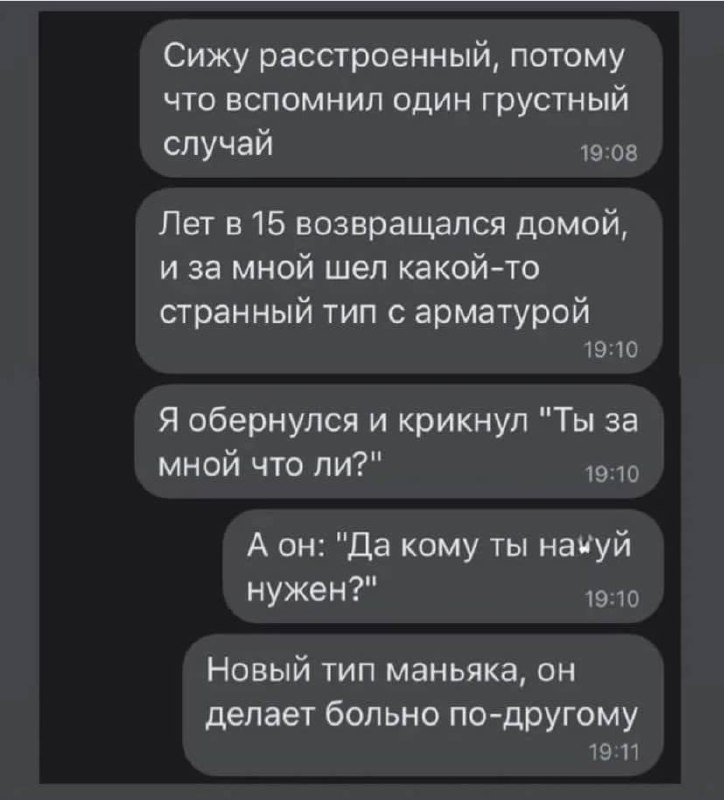 Сижу расстроенный, потому
что вспомнил один грустный
случай
19:08
Лет в 15 возвращался домой,
и за мной шел какой-то
странный тип с арматурой
19:10
Я обернулся и крикнул "Ты за
мной что ли?"
19:10
А он: "Да кому ты нахуй
нужен?"
19:10
Новый тип маньяка, он
делает больно по-другому
19:11